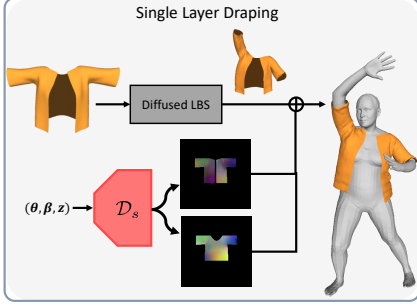 Single Layer Draping
Diffused LBS
(θ, β, z)
𝒟ₛ